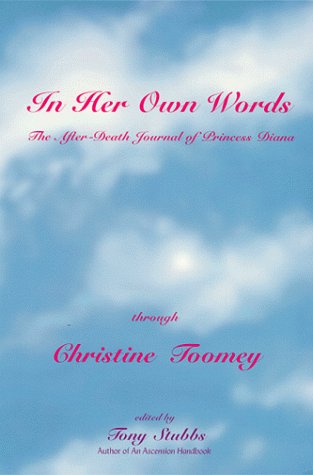 In Her Own Words
The After-Death Journal of Princess Diana
through
Christine Toomey
edited by
Tony Stubbs
Author of An Ascension Handbook